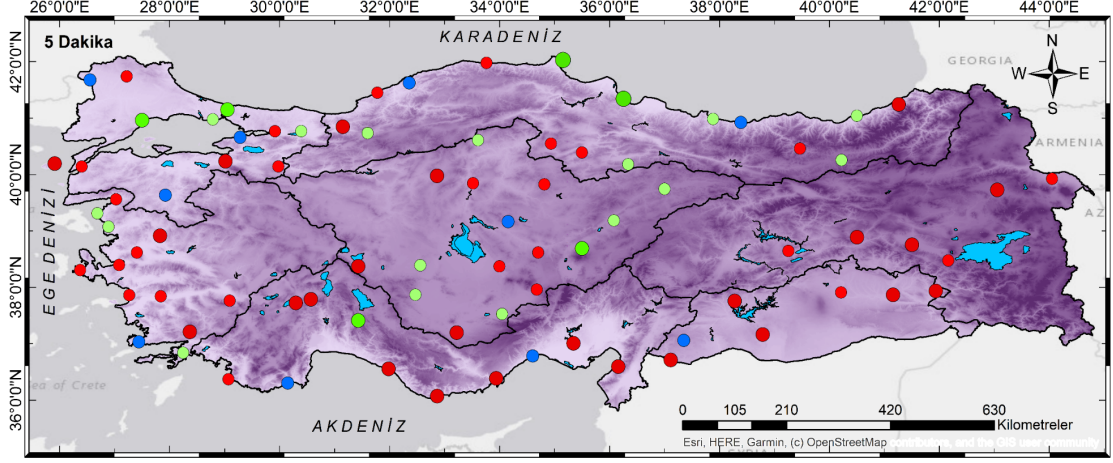 26°0'0"E 28°0'0"E 30°0'0"E 32°0'0"E 34°0'0"E 36°0'0"E 38°0'0"E 40°0'0"E 42°0'0"E 44°0'0"E
5 Dakika
KARADENİZ
N
W E
S
GEORGIA
ARMENIA
AZ
42°0'0"N
40°0'0"N
38°0'0"N
36°0'0"N
EGE DENİZİ
Sea of Crete
AKDENİZ
0 105 210 420 630
Kilometreler
Esri, HERE, Garmin, (c) OpenStreetMap contributors, and the GIS user community
SYRIA